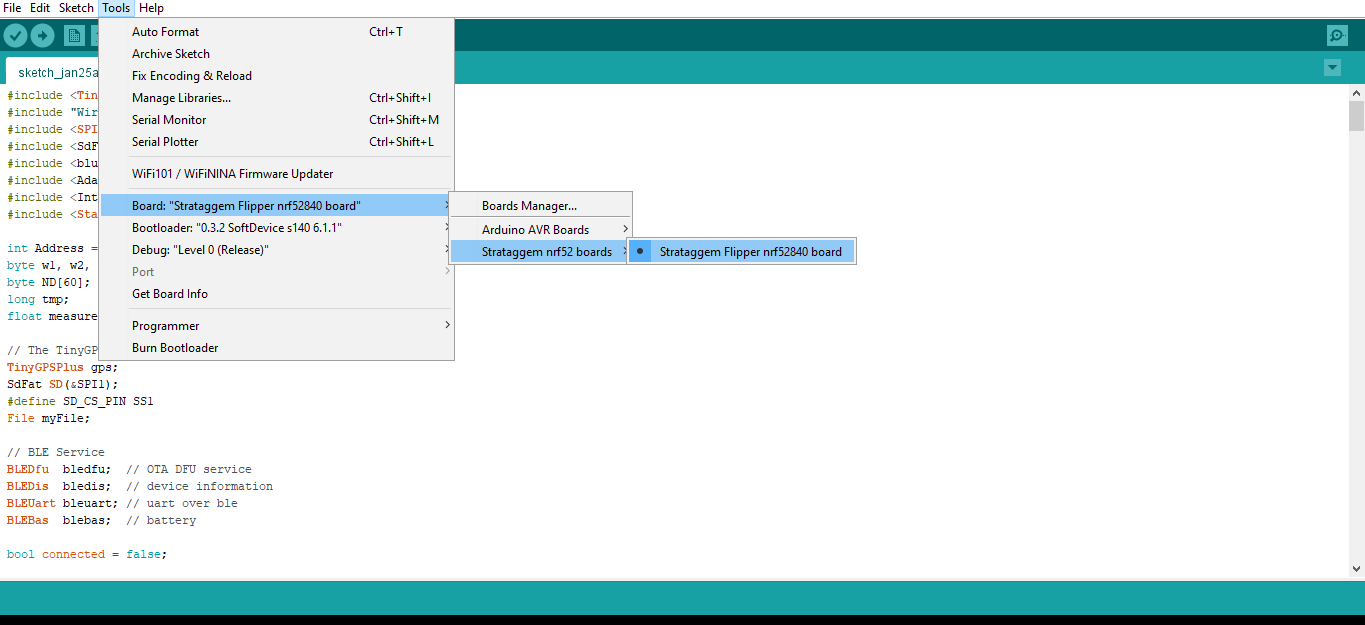 File Edit Sketch Tools Help
sketch_jan25a
Auto Format Ctrl+T
Archive Sketch
Fix Encoding & Reload
Manage Libraries... Ctrl+Shift+I
Serial Monitor Ctrl+Shift+M
Serial Plotter Ctrl+Shift+L
WiFi101 / WiFiNINA Firmware Updater
Board: "Strataggem Flipper nrf52840 board"
Bootloader: "0.3.2 SoftDevice s140 6.1.1"
Debug: "Level 0 (Release)"
Port
Get Board Info
Programmer
Burn Bootloader
Boards Manager...
Arduino AVR Boards
Strataggem nrf52 boards
Strataggem Flipper nrf52840 board
#include <Tin
#include "Wir
#include <SPI
#include <SdF
#include <blu
#include <Ada
#include <Int
#include <Sta
int Address =
byte w1, w2,
byte ND[60];
long tmp;
float measure
// The TinyGP
TinyGPSPlus gps;
SdFat SD(&SPI1);
#define SD_CS_PIN SS1
File myFile;
// BLE Service
BLEDfu bledfu; // OTA DFU service
BLEDis bledis; // device information
BLEUart bleuart; // uart over ble
BLEBas blebas; // battery
bool connected = false;